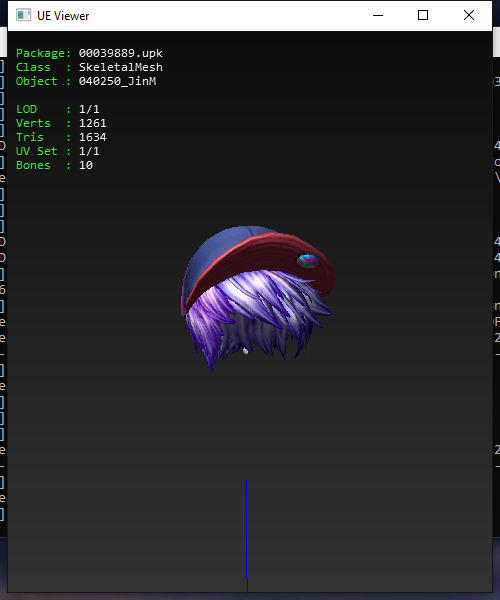 UE Viewer
Package: 00039889.upk
Class  : SkeletalMesh
Object : 040250_JinM
LOD    : 1/1
Verts  : 1261
Tris   : 1634
UV Set : 1/1
Bones  : 10